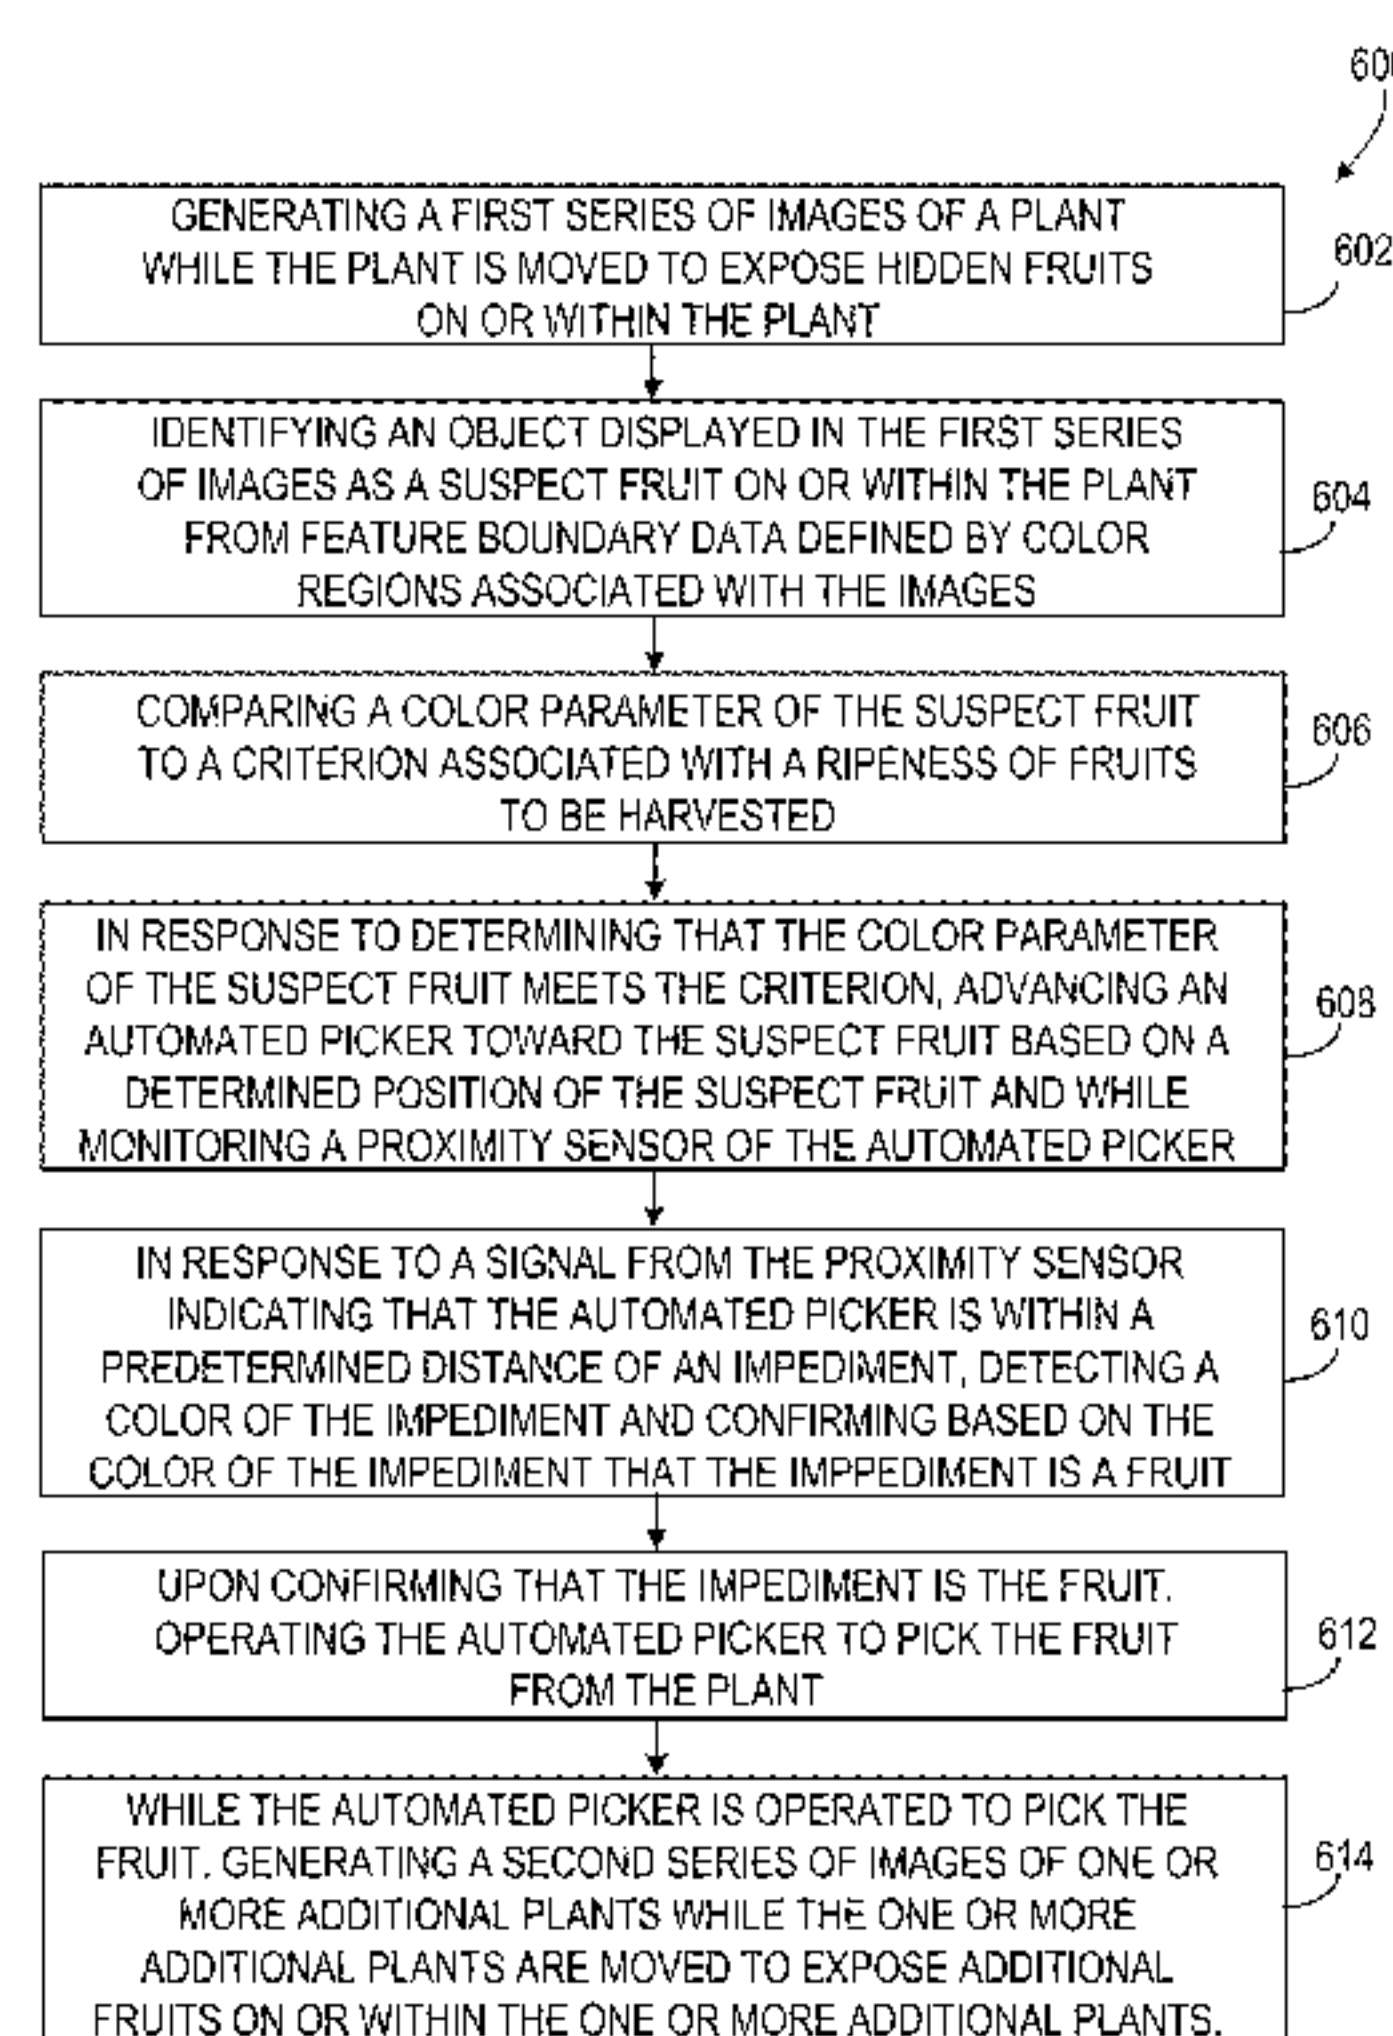 60
GENERATING A FIRST SERIES OF IMAGES OF A PLANT
WHILE THE PLANT IS MOVED TO EXPOSE HIDDEN FRUITS
ON OR WITHIN THE PLANT
602
IDENTIFYING AN OBJECT DISPLAYED IN THE FIRST SERIES
OF IMAGES AS A SUSPECT FRUIT ON OR WITHIN THE PLANT
FROM FEATURE BOUNDARY DATA DEFINED BY COLOR
REGIONS ASSOCIATED WITH THE IMAGES
604
COMPARING A COLOR PARAMETER OF THE SUSPECT FRUIT
TO A CRITERION ASSOCIATED WITH A RIPENESS OF FRUITS
TO BE HARVESTED
606
IN RESPONSE TO DETERMINING THAT THE COLOR PARAMETER
OF THE SUSPECT FRUIT MEETS THE CRITERION, ADVANCING AN
AUTOMATED PICKER TOWARD THE SUSPECT FRUIT BASED ON A
DETERMINED POSITION OF THE SUSPECT FRUIT AND WHILE
MONITORING A PROXIMITY SENSOR OF THE AUTOMATED PICKER
608
IN RESPONSE TO A SIGNAL FROM THE PROXIMITY SENSOR
INDICATING THAT THE AUTOMATED PICKER IS WITHIN A
PREDETERMINED DISTANCE OF AN IMPEDIMENT, DETECTING A
COLOR OF THE IMPEDIMENT AND CONFIRMING BASED ON THE
COLOR OF THE IMPEDIMENT THAT THE IMPPEDIMENT IS A FRUIT
610
UPON CONFIRMING THAT THE IMPEDIMENT IS THE FRUIT.
OPERATING THE AUTOMATED PICKER TO PICK THE FRUIT
FROM THE PLANT
612
WHILE THE AUTOMATED PICKER IS OPERATED TO PICK THE
FRUIT. GENERATING A SECOND SERIES OF IMAGES OF ONE OR
MORE ADDITIONAL PLANTS WHILE THE ONE OR MORE
ADDITIONAL PLANTS ARE MOVED TO EXPOSE ADDITIONAL
FRUITS ON OR WITHIN THE ONE OR MORE ADDITIONAL PLANTS.
614